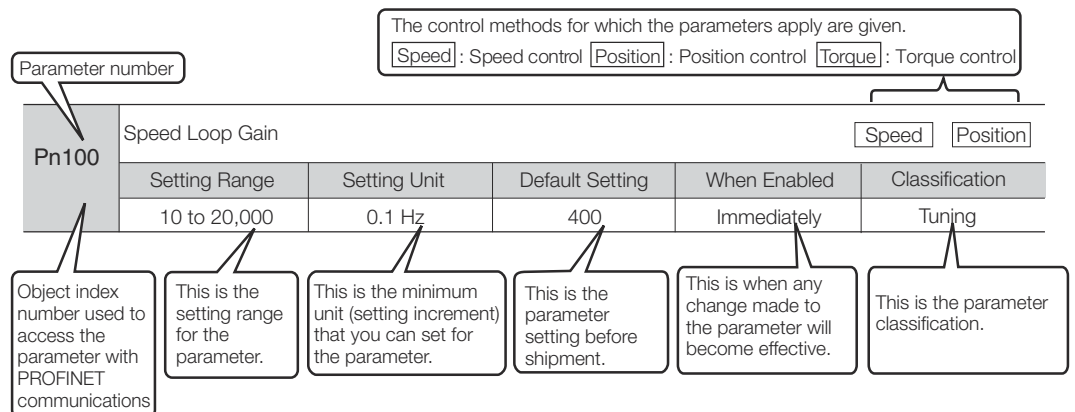 The control methods for which the parameters apply are given.
Speed : Speed control Position : Position control Torque : Torque control
Parameter number
Pn100
Speed Loop Gain
Speed Position
Setting Range Setting Unit Default Setting When Enabled Classification
10 to 20,000 0.1 Hz 400 Immediately Tuning
Object index
number used to
access the
parameter with
PROFINET
communications
This is the
setting range
for the
parameter.
This is the minimum
unit (setting increment)
that you can set for
the parameter.
This is the
parameter
setting before
shipment.
This is when any
change made to
the parameter will
become effective.
This is the parameter
classification.